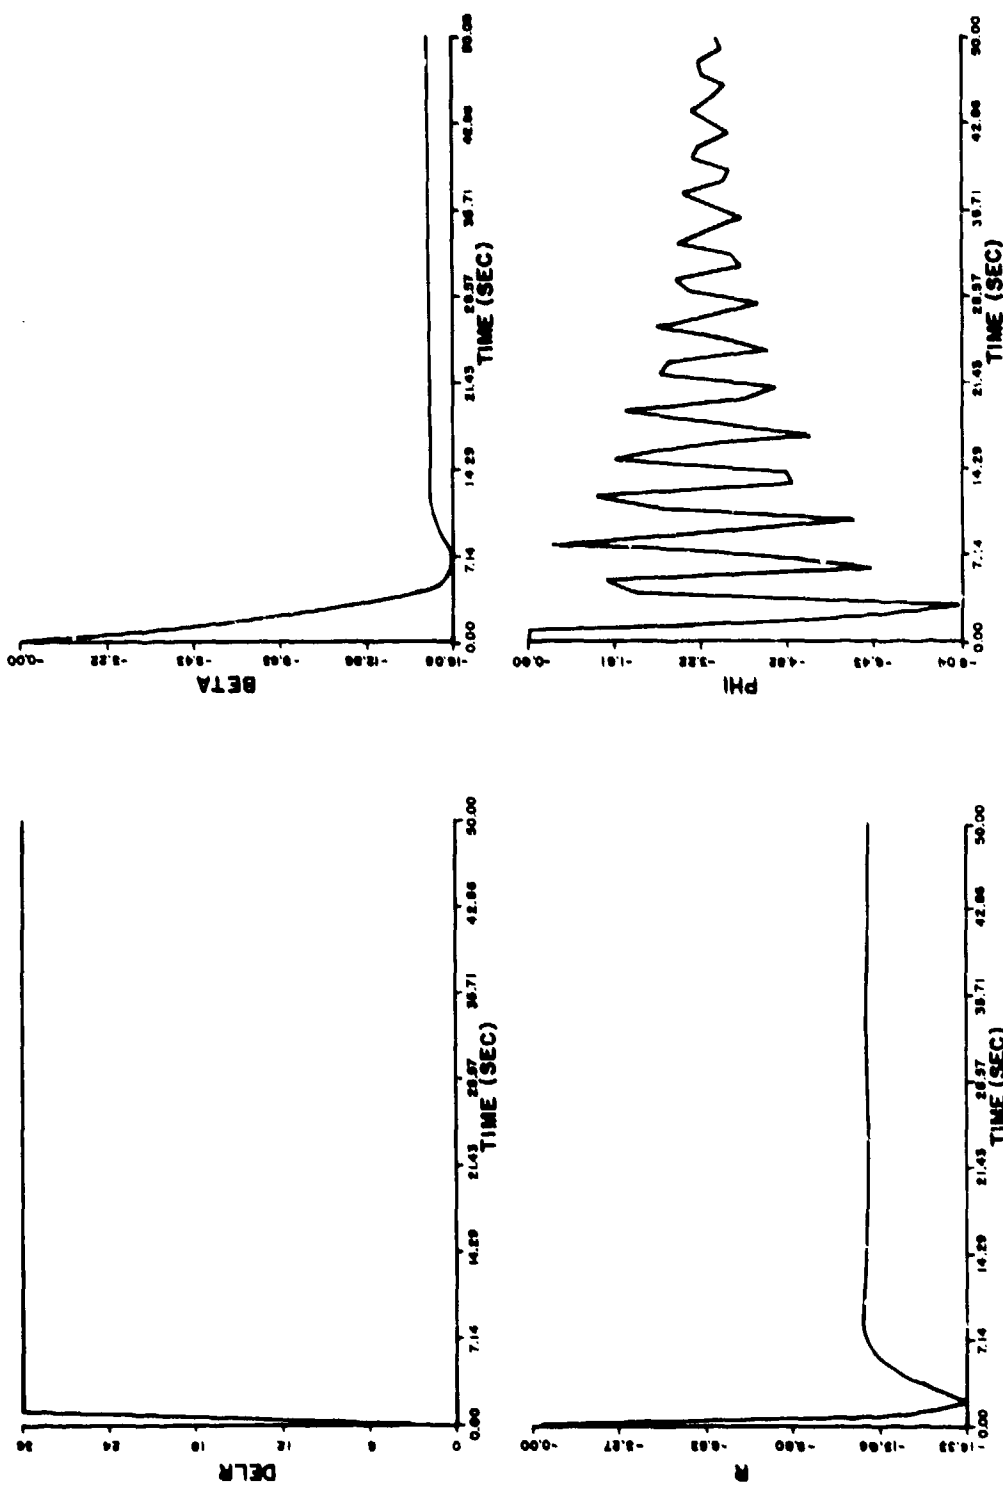 DELR
24
18
12
6
0
0.00 7.14 14.29 21.43 28.57 35.71 42.86 50.00
TIME (SEC)
BETA
-0.00
-3.22
-6.43
-9.65
-12.86
-16.08
0.00 7.14 14.29 21.43 28.57 35.71 42.86 50.00
TIME (SEC)
R
-0.00
-3.27
-6.53
-9.80
-13.06
-16.33
0.00 7.14 14.29 21.43 28.57 35.71 42.86 50.00
TIME (SEC)
PHI
-0.00
-1.61
-3.22
-4.82
-6.43
-8.04
0.00 7.14 14.29 21.43 28.57 35.71 42.86 50.00
TIME (SEC)